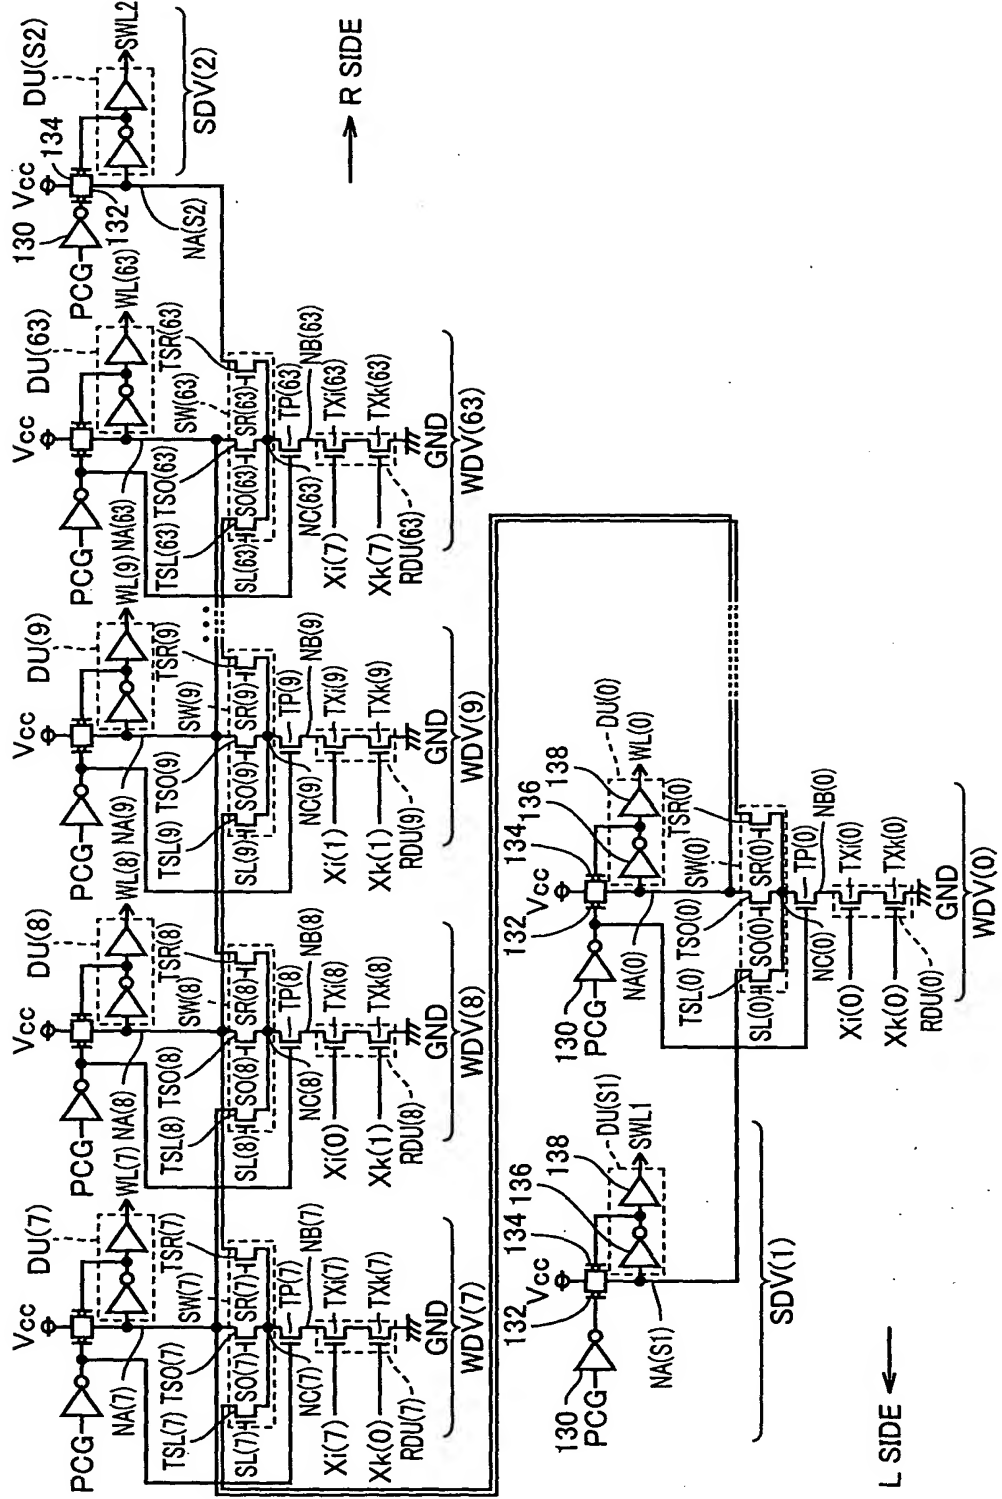 PCG
Vcc
DU(7)
WL(7)
NA(7)
TSL(7)
TSO(7)
SW(7)
TSR(7)
SL(7)
SO(7)
SR(7)
TP(7)
NC(7)
NB(7)
Xi(7)
TXi(7)
Xk(0)
TXk(7)
RDU(7)
GND
WDV(7)
PCG
Vcc
DU(8)
WL(8)
NA(8)
TSL(8)
TSO(8)
SW(8)
TSR(8)
SL(8)
SO(8)
SR(8)
TP(8)
NC(8)
NB(8)
Xi(0)
TXi(8)
Xk(1)
TXk(8)
RDU(8)
GND
WDV(8)
PCG
Vcc
DU(9)
WL(9)
NA(9)
TSL(9)
TSO(9)
SW(9)
TSR(9)
SL(9)
SO(9)
SR(9)
TP(9)
NC(9)
NB(9)
Xi(1)
TXi(9)
Xk(1)
TXk(9)
RDU(9)
GND
WDV(9)
PCG
Vcc
DU(63)
WL(63)
NA(63)
TSL(63)
TSO(63)
SW(63)
TSR(63)
SL(63)
SO(63)
SR(63)
TP(63)
NC(63)
NB(63)
Xi(7)
TXi(63)
Xk(7)
TXk(63)
RDU(63)
GND
WDV(63)
PCG
130
Vcc
134
132
DU(S2)
SWL2
NA(S2)
SDV(2)
R SIDE
130
PCG
132
Vcc
134
136
138
DU(S1)
SWL1
NA(S1)
SDV(1)
130
PCG
132
Vcc
134
136
138
DU(0)
WL(0)
NA(0)
TSL(0)
TSO(0)
SW(0)
TSR(0)
SL(0)
SO(0)
SR(0)
TP(0)
NC(0)
NB(0)
Xi(0)
TXi(0)
Xk(0)
TXk(0)
RDU(0)
GND
WDV(0)
L SIDE